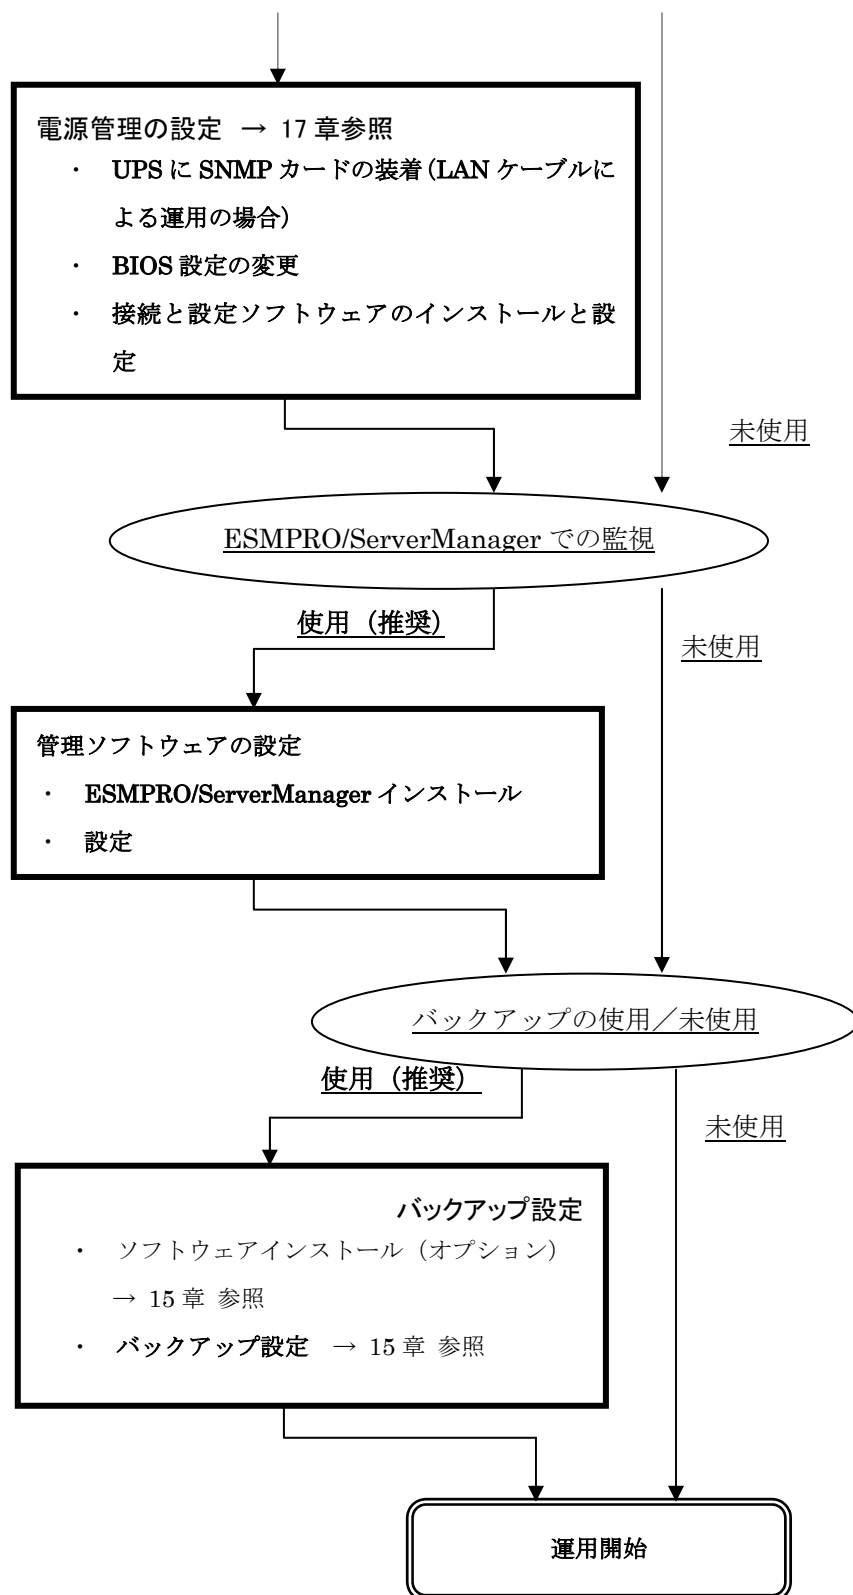 電源管理の設定 → 17 章参照
・ UPS に SNMP カードの装着(LAN ケーブルに
よる運用の場合)
・ BIOS 設定の変更
・ 接続と設定ソフトウェアのインストールと設
定
未使用
ESMPRO/ServerManager での監視
使用（推奨）
未使用
管理ソフトウェアの設定
・ ESMPRO/ServerManager インストール
・ 設定
バックアップの使用／未使用
使用（推奨）
未使用
バックアップ設定
・ ソフトウェアインストール（オプション）
→ 15 章 参照
・ バックアップ設定 → 15 章 参照
運用開始